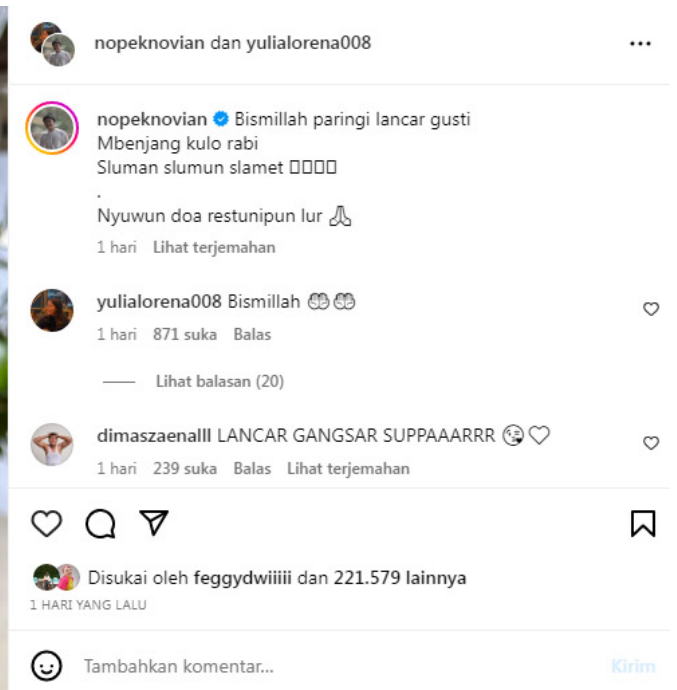 nopeknovian dan yulialorena008
nopeknovian Bismillah paringi lancar gusti
Mbenjang kulo rabi
Sluman slumun slamet
.
Nyuwun doa restunipun lur 🙏
1 hari Lihat terjemahan
yulialorena008 Bismillah 🤲🤲
1 hari 871 suka Balas
Lihat balasan (20)
dimaszaenalll LANCAR GANGSAR SUPPAAARRR 😘♡
1 hari 239 suka Balas Lihat terjemahan
Disukai oleh feggydwiiiii dan 221.579 lainnya
1 HARI YANG LALU
Tambahkan komentar...
Kirim